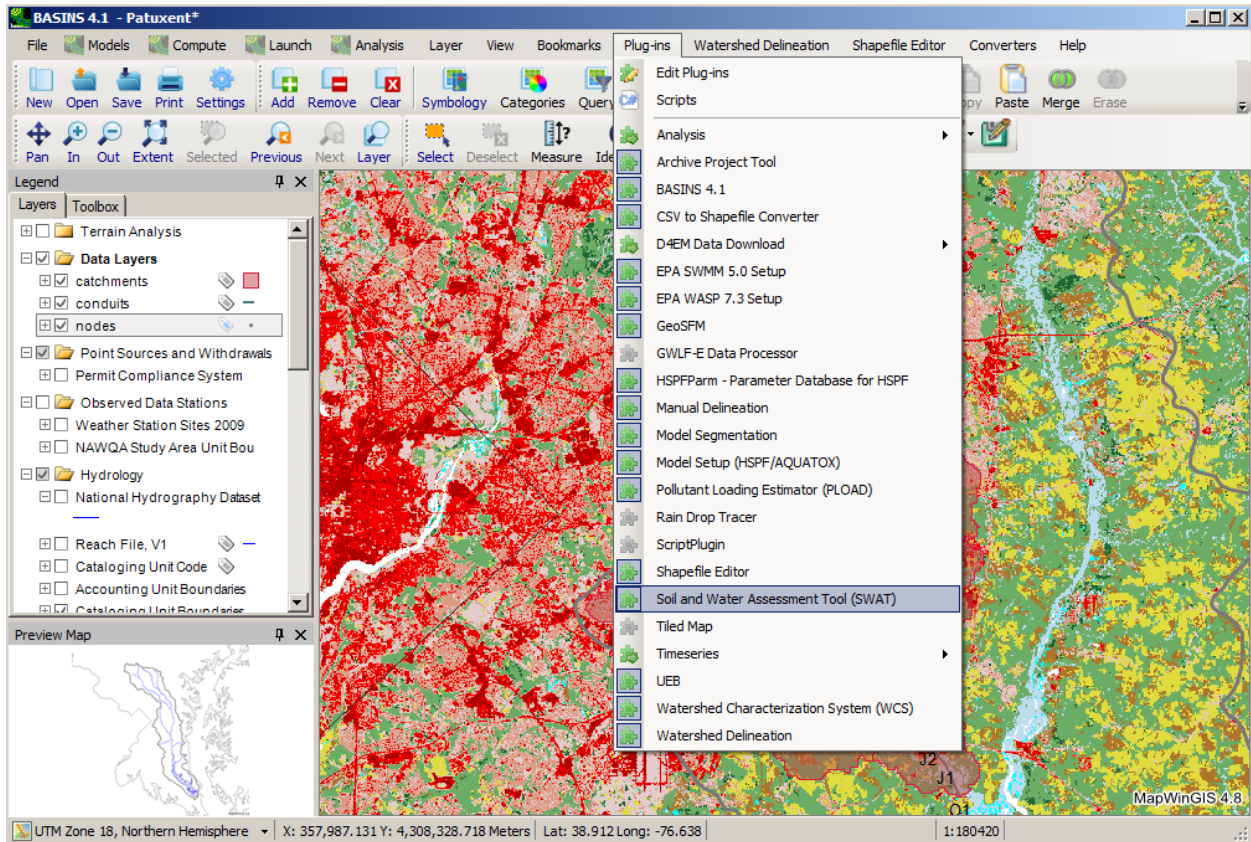 BASINS 4.1 - Patuxent*
File Models Compute Launch Analysis Layer View Bookmarks Plug-ins Watershed Delineation Shapefile Editor Converters Help
New Open Save Print Settings Add Remove Clear Symbology Categories Query Paste Merge Erase
Pan In Out Extent Selected Previous Next Layer Select Deselect Measure
Legend
Layers Toolbox
Terrain Analysis
Data Layers
catchments
conduits
nodes
Point Sources and Withdrawals
Permit Compliance System
Observed Data Stations
Weather Station Sites 2009
NAWQA Study Area Unit Bou
Hydrology
National Hydrography Dataset
Reach File, V1
Cataloging Unit Code
Accounting Unit Boundaries
Cataloging Unit Boundaries
Preview Map
Edit Plug-ins
C# Scripts
Analysis
Archive Project Tool
BASINS 4.1
CSV to Shapefile Converter
D4EM Data Download
EPA SWMM 5.0 Setup
EPA WASP 7.3 Setup
GeoSFM
GWLF-E Data Processor
HSPFParm - Parameter Database for HSPF
Manual Delineation
Model Segmentation
Model Setup (HSPF/AQUATOX)
Pollutant Loading Estimator (PLOAD)
Rain Drop Tracer
ScriptPlugin
Shapefile Editor
Soil and Water Assessment Tool (SWAT)
Tiled Map
Timeseries
UEB
Watershed Characterization System (WCS)
Watershed Delineation
J2
J1
O1
MapWinGIS 4.8
UTM Zone 18, Northern Hemisphere X: 357,987.131 Y: 4,308,328.718 Meters Lat: 38.912 Long: -76.638 1:180420